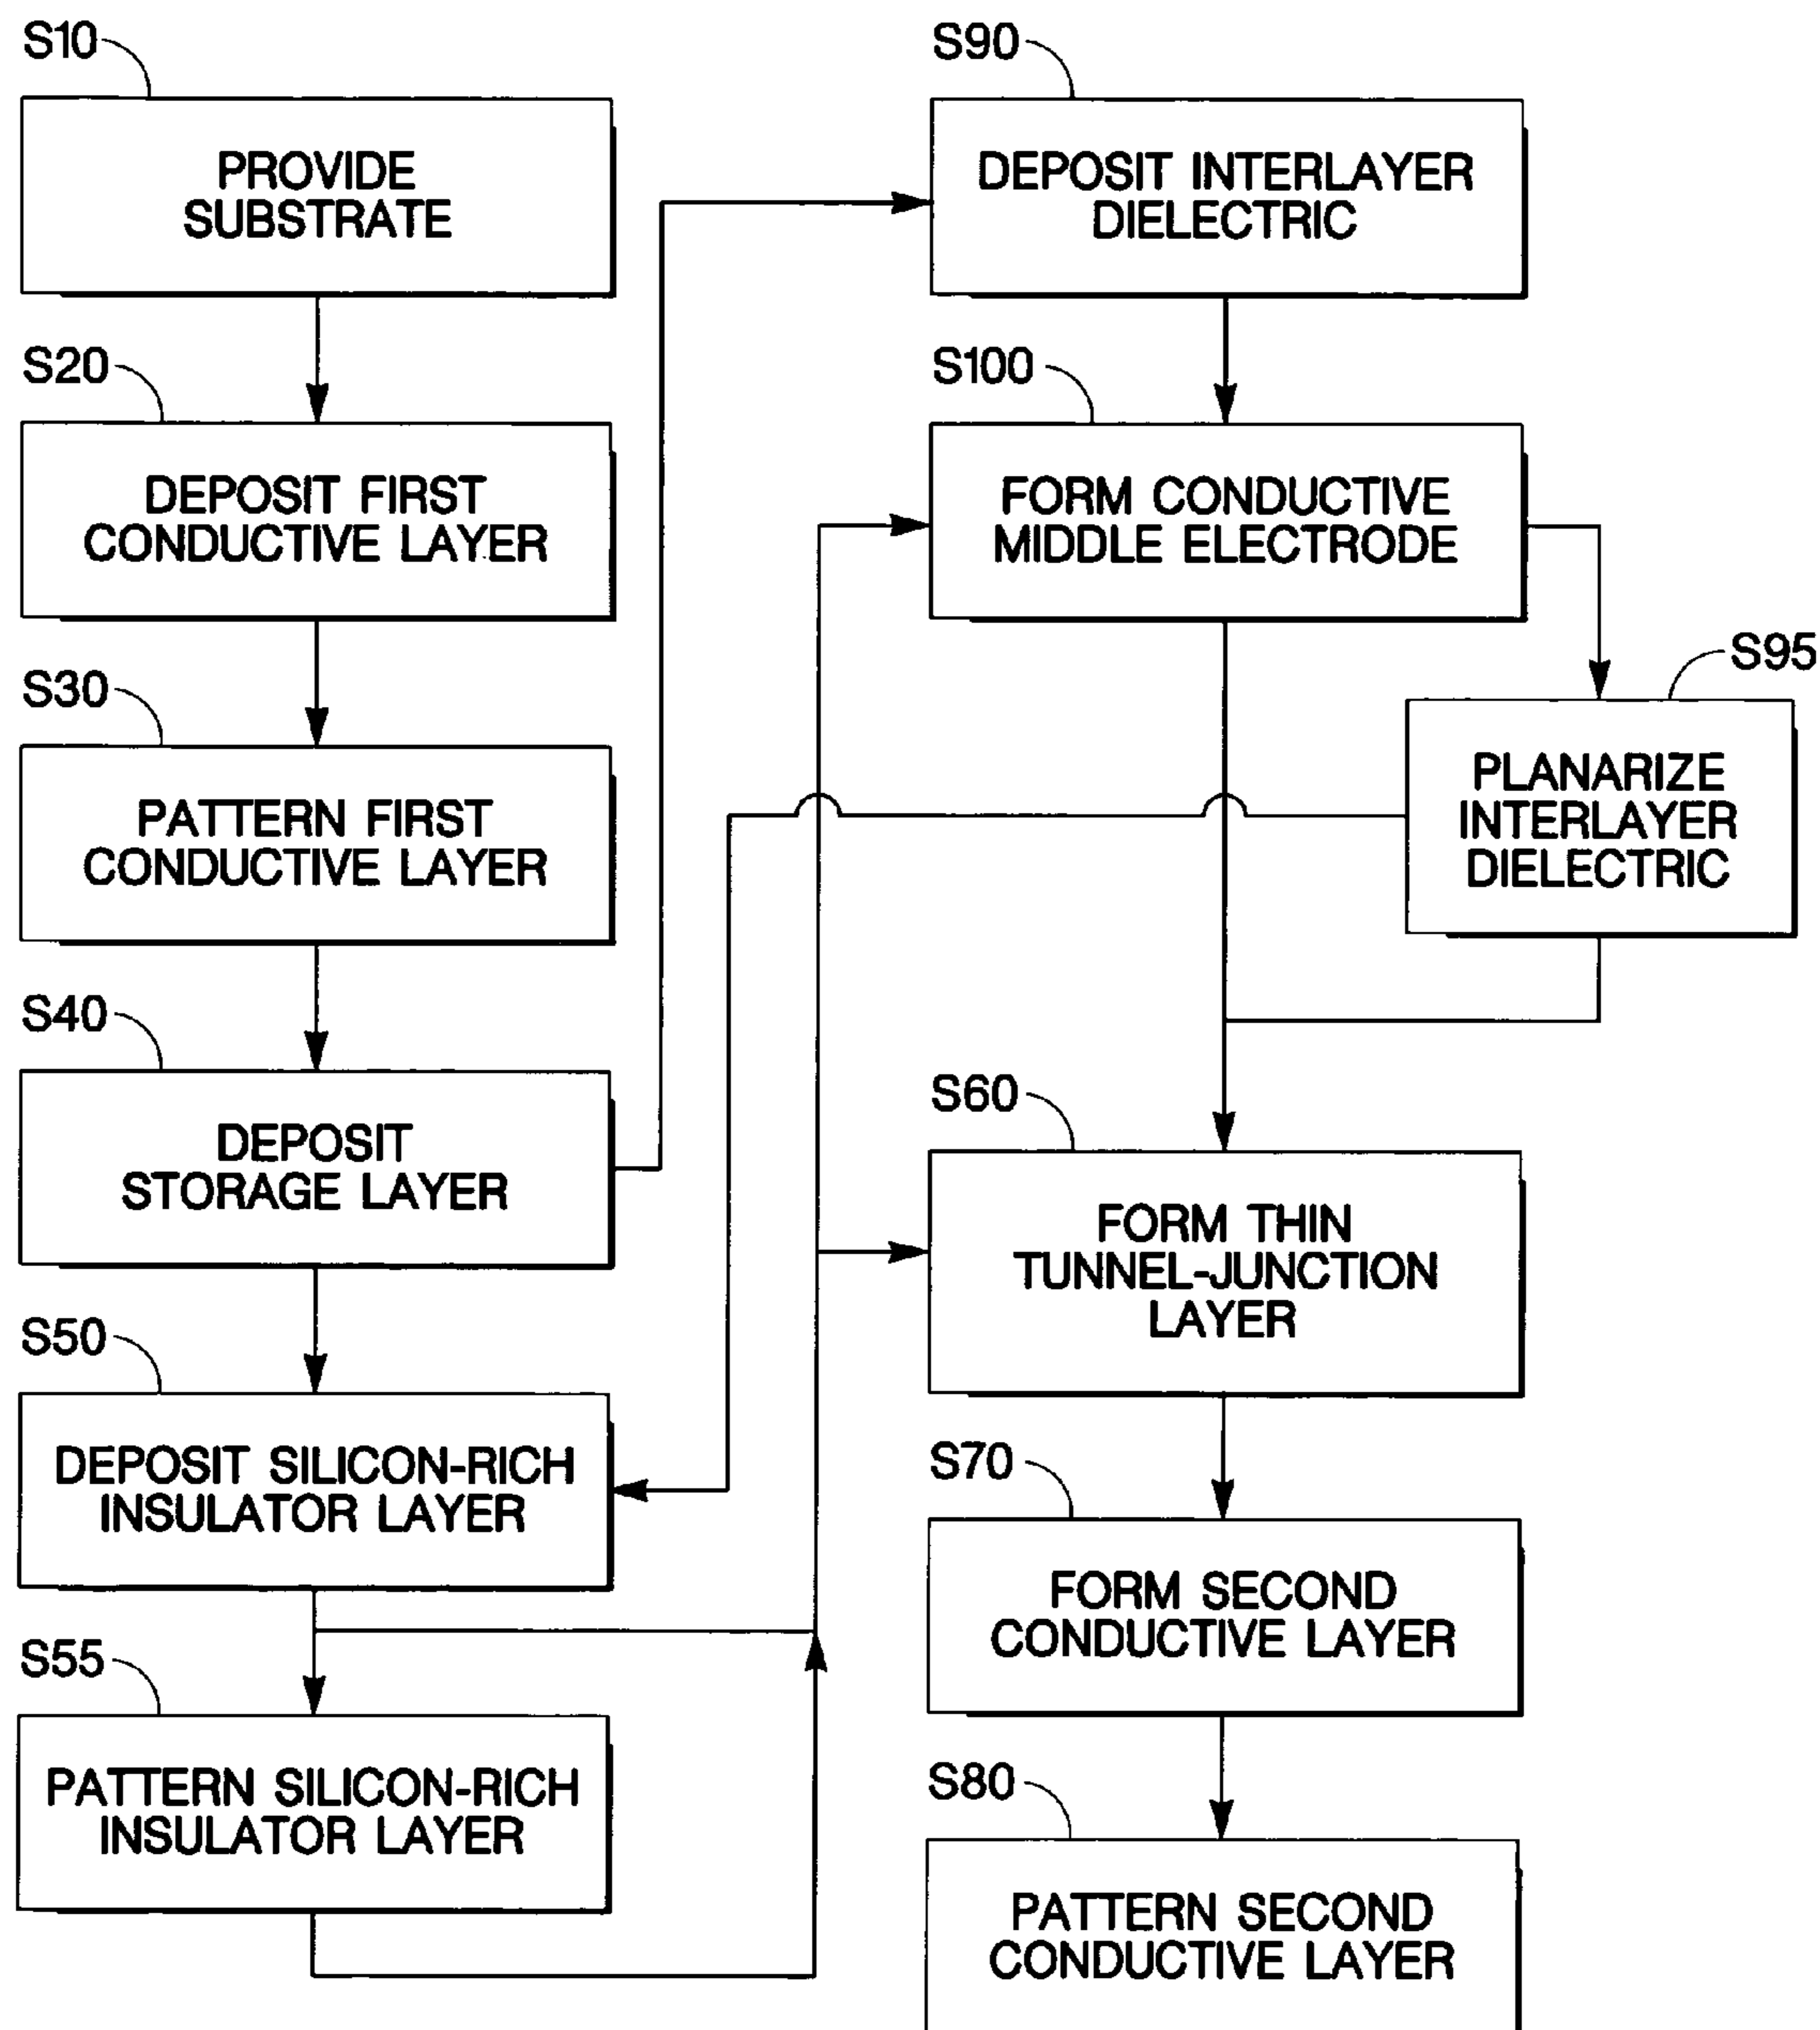 S10
PROVIDE
SUBSTRATE
S20
DEPOSIT FIRST
CONDUCTIVE LAYER
S30
PATTERN FIRST
CONDUCTIVE LAYER
S40
DEPOSIT
STORAGE LAYER
S50
DEPOSIT SILICON-RICH
INSULATOR LAYER
S55
PATTERN SILICON-RICH
INSULATOR LAYER
S90
DEPOSIT INTERLAYER
DIELECTRIC
S100
FORM CONDUCTIVE
MIDDLE ELECTRODE
S95
PLANARIZE
INTERLAYER
DIELECTRIC
S60
FORM THIN
TUNNEL-JUNCTION
LAYER
S70
FORM SECOND
CONDUCTIVE LAYER
S80
PATTERN SECOND
CONDUCTIVE LAYER